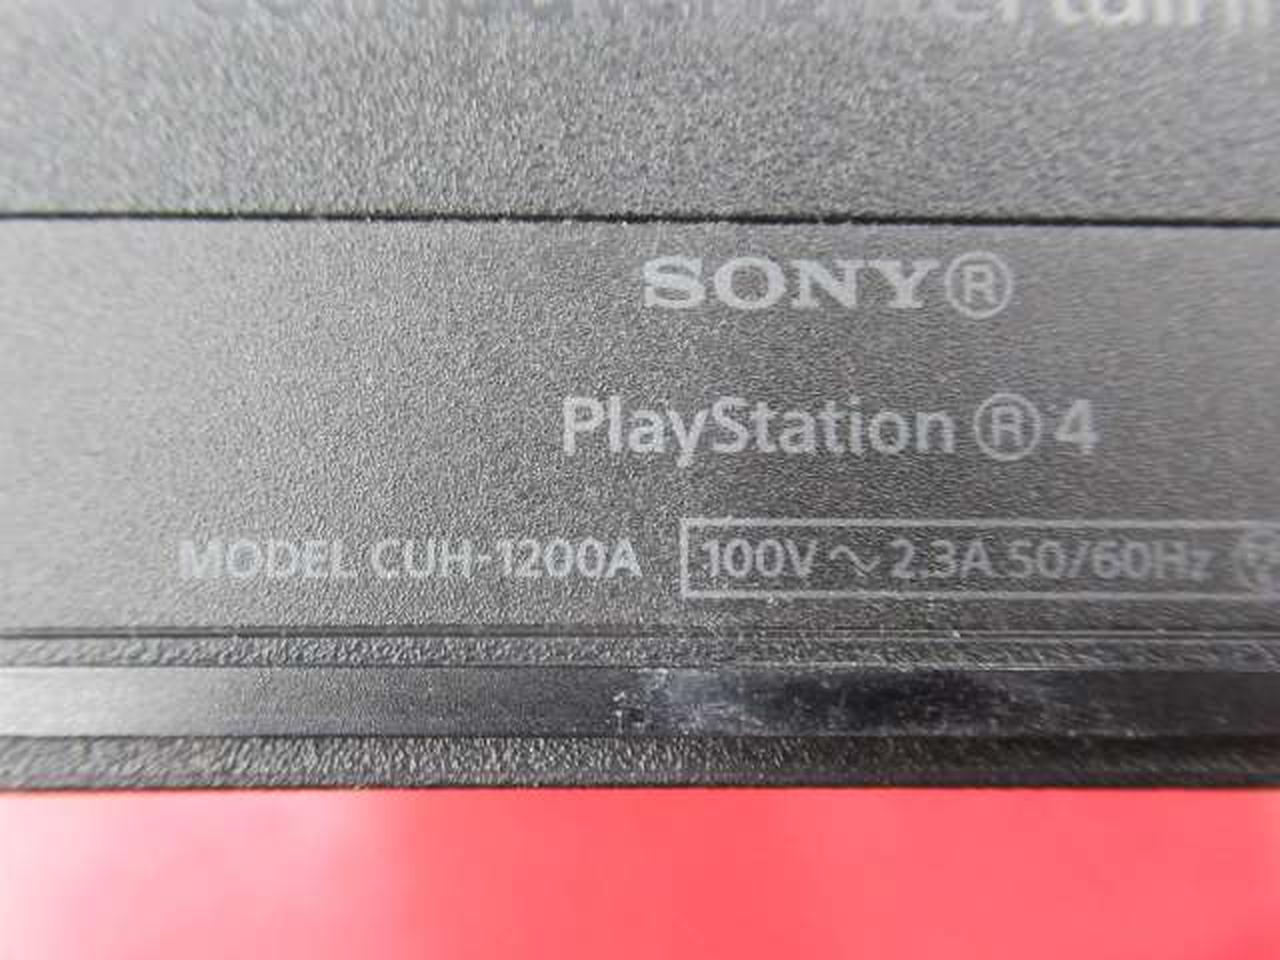 SONY®
PlayStation®4
MODEL CUH-1200A 100V ~ 2.3A 50/60Hz